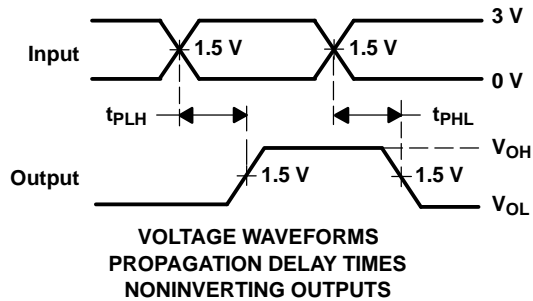 3 V
Input
1.5 V
1.5 V
0 V
tPLH
tPHL
VOH
Output
1.5 V
1.5 V
VOL
VOLTAGE WAVEFORMS
PROPAGATION DELAY TIMES
NONINVERTING OUTPUTS